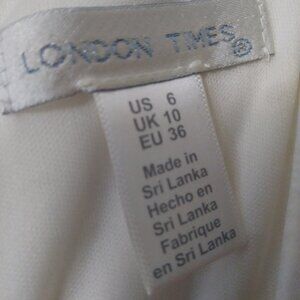 LONDON TIMES®
US 6
UK 10
EU 36
Made in
Sri Lanka
Hecho en
Sri Lanka
Fabrique
en Sri Lanka